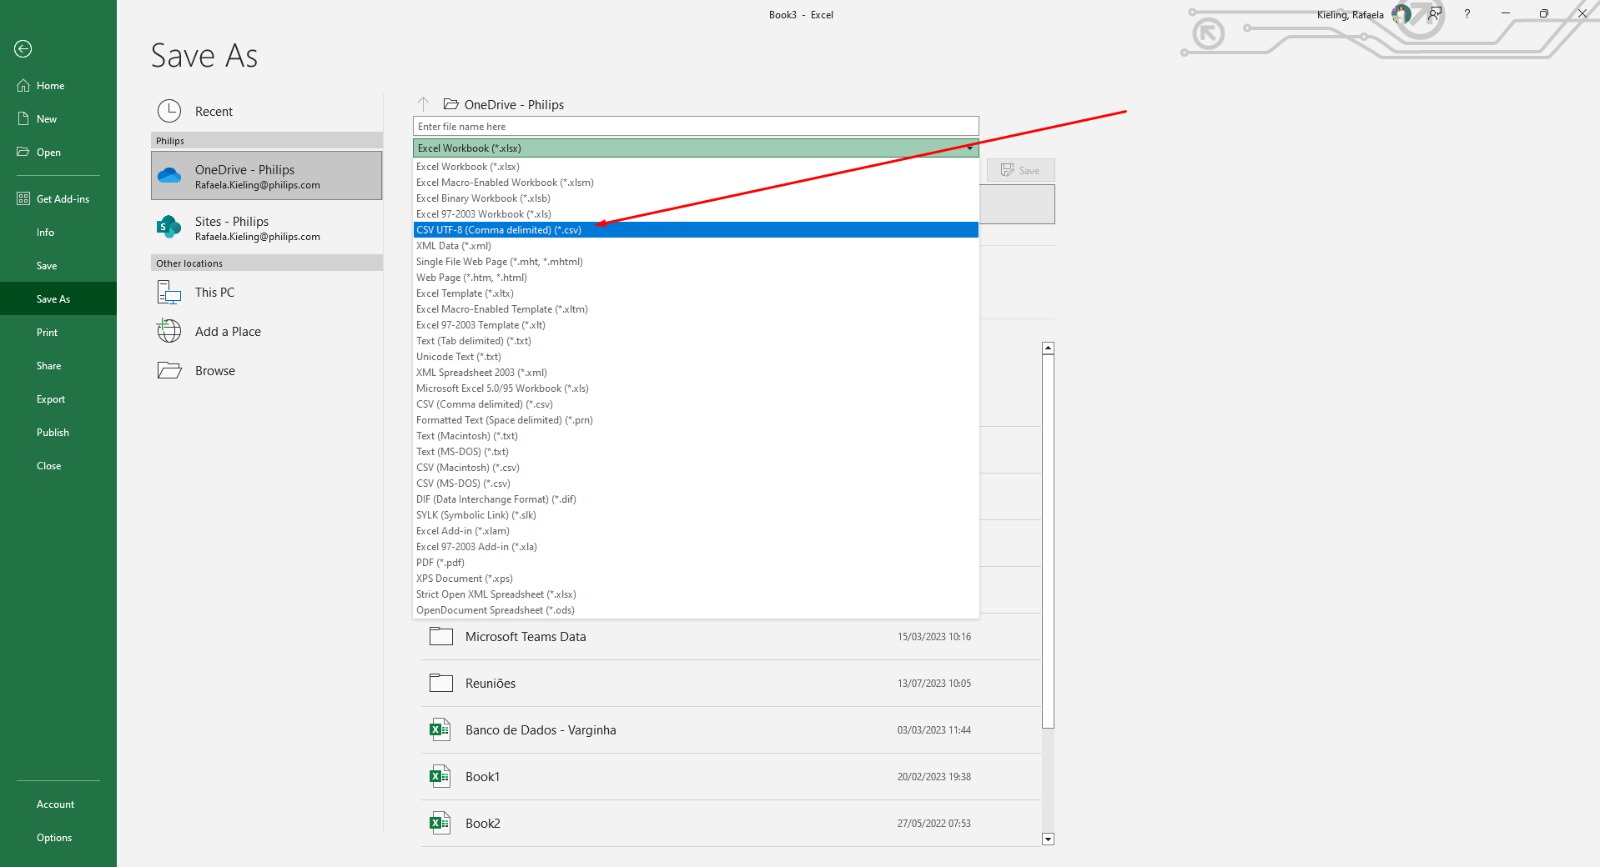 Book3 - Excel
Kieling, Rafaela
?
Save As
Home
New
Open
Get Add-ins
Info
Save
Save As
Print
Share
Export
Publish
Close
Account
Options
Recent
Philips
OneDrive - Philips
Rafaela.Kieling@philips.com
Sites - Philips
Rafaela.Kieling@philips.com
Other locations
This PC
Add a Place
Browse
OneDrive - Philips
Enter file name here
Excel Workbook (*.xlsx)
Save
Excel Workbook (*.xlsx)
Excel Macro-Enabled Workbook (*.xlsm)
Excel Binary Workbook (*.xlsb)
Excel 97-2003 Workbook (*.xls)
CSV UTF-8 (Comma delimited) (*.csv)
XML Data (*.xml)
Single File Web Page (*.mht, *.mhtml)
Web Page (*.htm, *.html)
Excel Template (*.xltx)
Excel Macro-Enabled Template (*.xltm)
Excel 97-2003 Template (*.xlt)
Text (Tab delimited) (*.txt)
Unicode Text (*.txt)
XML Spreadsheet 2003 (*.xml)
Microsoft Excel 5.0/95 Workbook (*.xls)
CSV (Comma delimited) (*.csv)
Formatted Text (Space delimited) (*.prn)
Text (Macintosh) (*.txt)
Text (MS-DOS) (*.txt)
CSV (Macintosh) (*.csv)
CSV (MS-DOS) (*.csv)
DIF (Data Interchange Format) (*.dif)
SYLK (Symbolic Link) (*.slk)
Excel Add-in (*.xlam)
Excel 97-2003 Add-in (*.xla)
PDF (*.pdf)
XPS Document (*.xps)
Strict Open XML Spreadsheet (*.xlsx)
OpenDocument Spreadsheet (*.ods)
Microsoft Teams Data 15/03/2023 10:16
Reuniões 13/07/2023 10:05
Banco de Dados - Varginha 03/03/2023 11:44
Book1 20/02/2023 19:38
Book2 27/05/2022 07:53